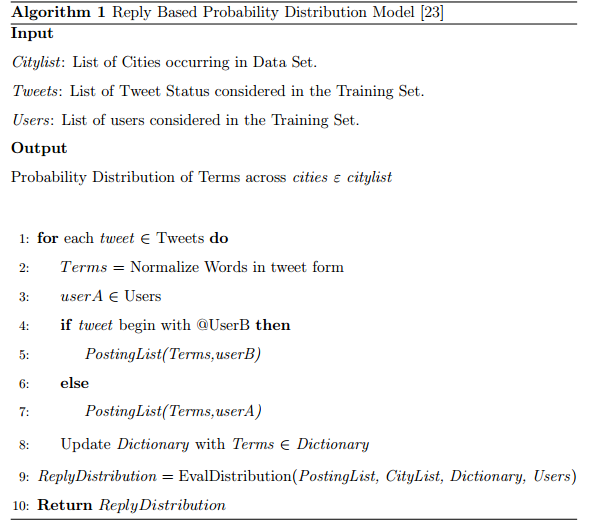 Algorithm 1 Reply Based Probability Distribution Model [23]
Input
Citylist: List of Cities occurring in Data Set.
Tweets: List of Tweet Status considered in the Training Set.
Users: List of users considered in the Training Set.
Output
Probability Distribution of Terms across cities ε citylist
1: for each tweet ∈ Tweets do
2: Terms = Normalize Words in tweet form
3: userA ∈ Users
4: if tweet begin with @UserB then
5: PostingList(Terms,userB)
6: else
7: PostingList(Terms,userA)
8: Update Dictionary with Terms ∈ Dictionary
9: ReplyDistribution = EvalDistribution(PostingList, CityList, Dictionary, Users)
10: Return ReplyDistribution